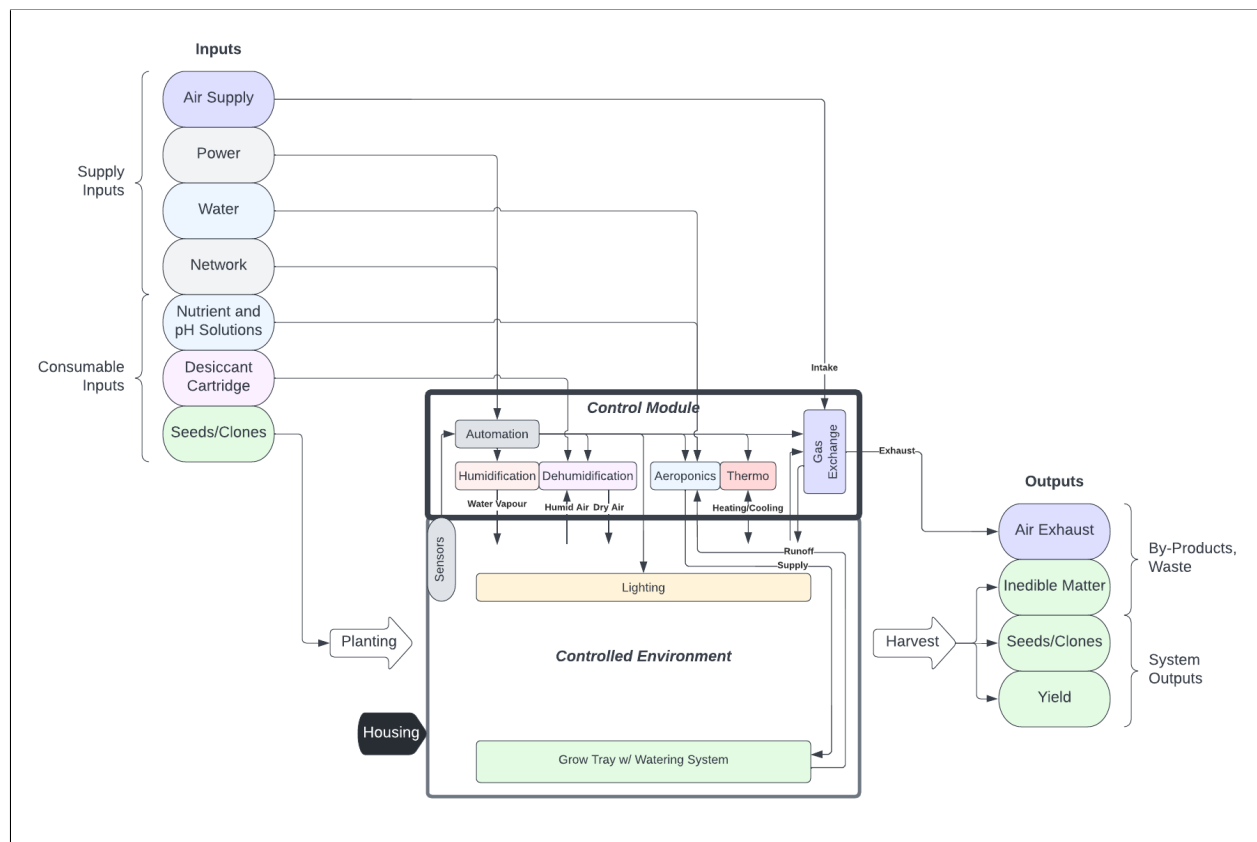 Inputs
Air Supply
Power
Supply
Inputs
Water
Network
Nutrient and
pH Solutions
Consumable
Inputs
Desiccant
Cartridge
Seeds/Clones
Intake
Control Module
Automation
Gas
Exchange
Humidification
Dehumidification
Aeroponics
Thermo
Exhaust
Water Vapour
Humid Air
Dry Air
Heating/Cooling
Sensors
Runoff
Supply
Lighting
Planting
Controlled Environment
Housing
Grow Tray w/ Watering System
Harvest
Outputs
Air Exhaust
By-Products,
Waste
Inedible Matter
Seeds/Clones
System
Outputs
Yield